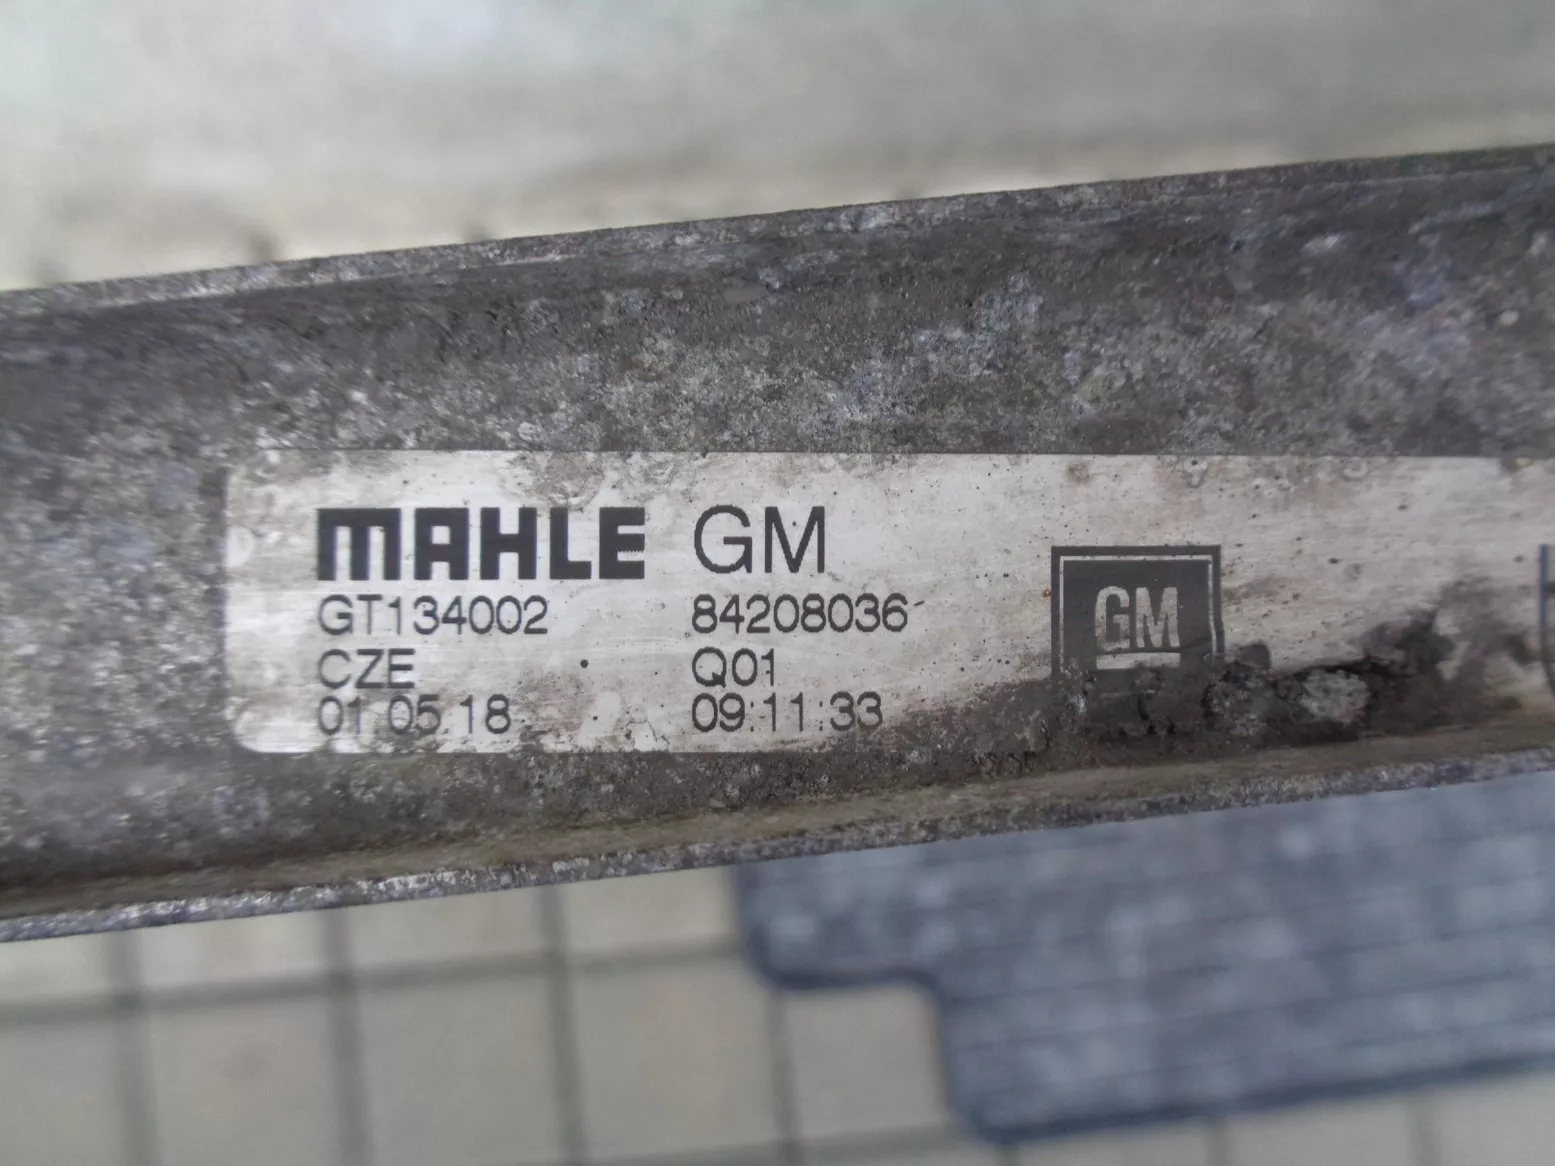 MAHLE GM
GT134002 84208036
CZE Q01
01.05.18 09:11:33
GM